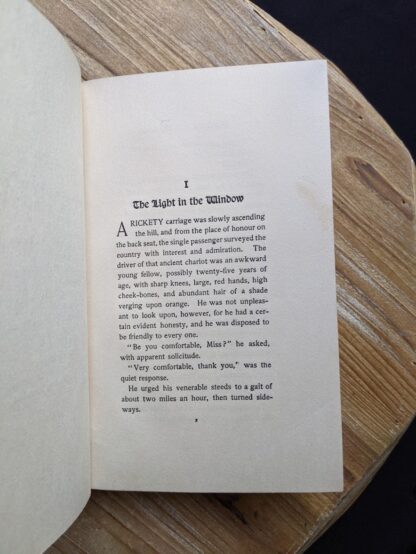 I
The Light in the Window
A RICKETY carriage was slowly ascending
the hill, and from the place of honour on
the back seat, the single passenger surveyed the
country with interest and admiration. The
driver of that ancient chariot was an awkward
young fellow, possibly twenty-five years of
age, with sharp knees, large, red hands, high
cheek-bones, and abundant hair of a shade
verging upon orange. He was not unpleas-
ant to look upon, however, for he had a cer-
tain evident honesty, and he was disposed to
be friendly to every one.
"Be you comfortable, Miss?" he asked,
with apparent solicitude.
"Very comfortable, thank you," was the
quiet response.
He urged his venerable steeds to a gait of
about two miles an hour, then turned side-
ways.